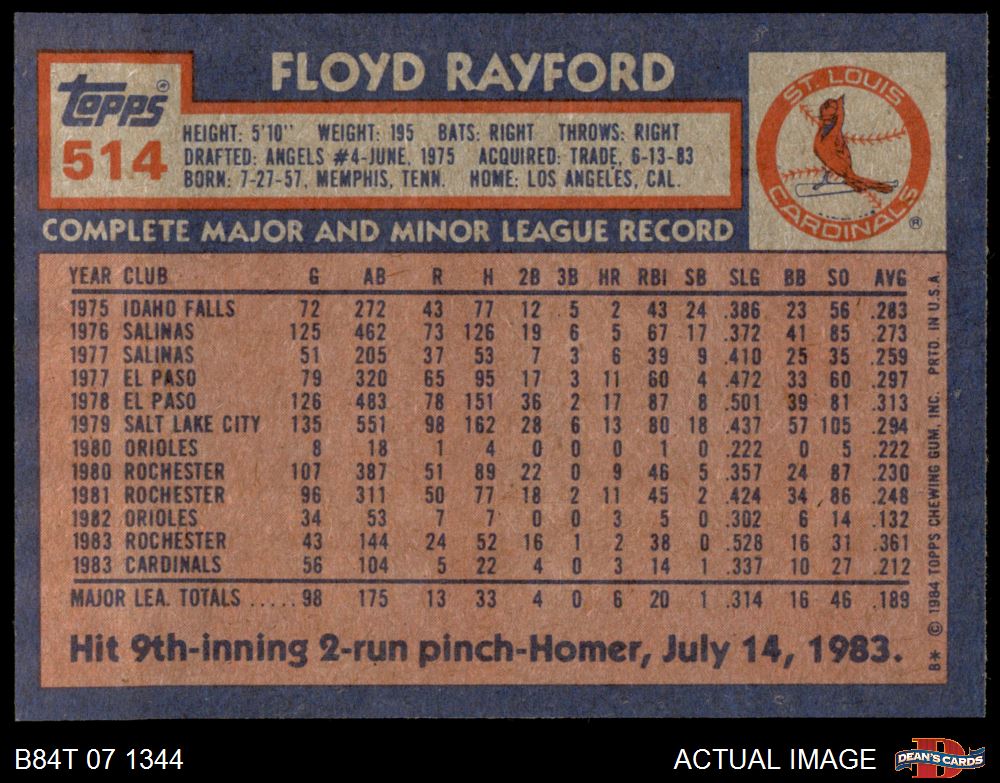 FLOYD RAYFORD
Topps®
514
HEIGHT: 5'10" WEIGHT: 195 BATS: RIGHT THROWS: RIGHT
DRAFTED: ANGELS #4-JUNE, 1975 ACQUIRED: TRADE, 6-13-83
BORN: 7-27-57, MEMPHIS, TENN. HOME: LOS ANGELES, CAL.
ST. LOUIS
CARDINALS
®
COMPLETE MAJOR AND MINOR LEAGUE RECORD
YEAR CLUB G AB R H 2B 3B HR RBI SB SLG BB SO AVG
1975 IDAHO FALLS 72 272 43 77 12 5 2 43 24 .386 23 56 .283
1976 SALINAS 125 462 73 126 19 6 5 67 17 .372 41 85 .273
1977 SALINAS 51 205 37 53 7 3 6 39 9 .410 25 35 .259
1977 EL PASO 79 320 65 95 17 3 11 60 4 .472 33 60 .297
1978 EL PASO 126 483 78 151 36 2 17 87 8 .501 39 81 .313
1979 SALT LAKE CITY 135 551 98 162 28 6 13 80 18 .437 57 105 .294
1980 ORIOLES 8 18 1 4 0 0 0 1 0 .222 0 5 .222
1980 ROCHESTER 107 387 51 89 22 0 9 46 5 .357 24 87 .230
1981 ROCHESTER 96 311 50 77 18 2 11 45 2 .424 34 86 .248
1982 ORIOLES 34 53 7 7 0 0 3 5 0 .302 6 14 .132
1983 ROCHESTER 43 144 24 52 16 1 2 38 0 .528 16 31 .361
1983 CARDINALS 56 104 5 22 4 0 3 14 1 .337 10 27 .212
MAJOR LEA. TOTALS ..... 98 175 13 33 4 0 6 20 1 .314 16 46 .189
Hit 9th-inning 2-run pinch-Homer, July 14, 1983.
B* © 1984 TOPPS CHEWING GUM, INC. PRTD. IN U.S.A.
B84T 07 1344
ACTUAL IMAGE
D
DEAN'S CARDS